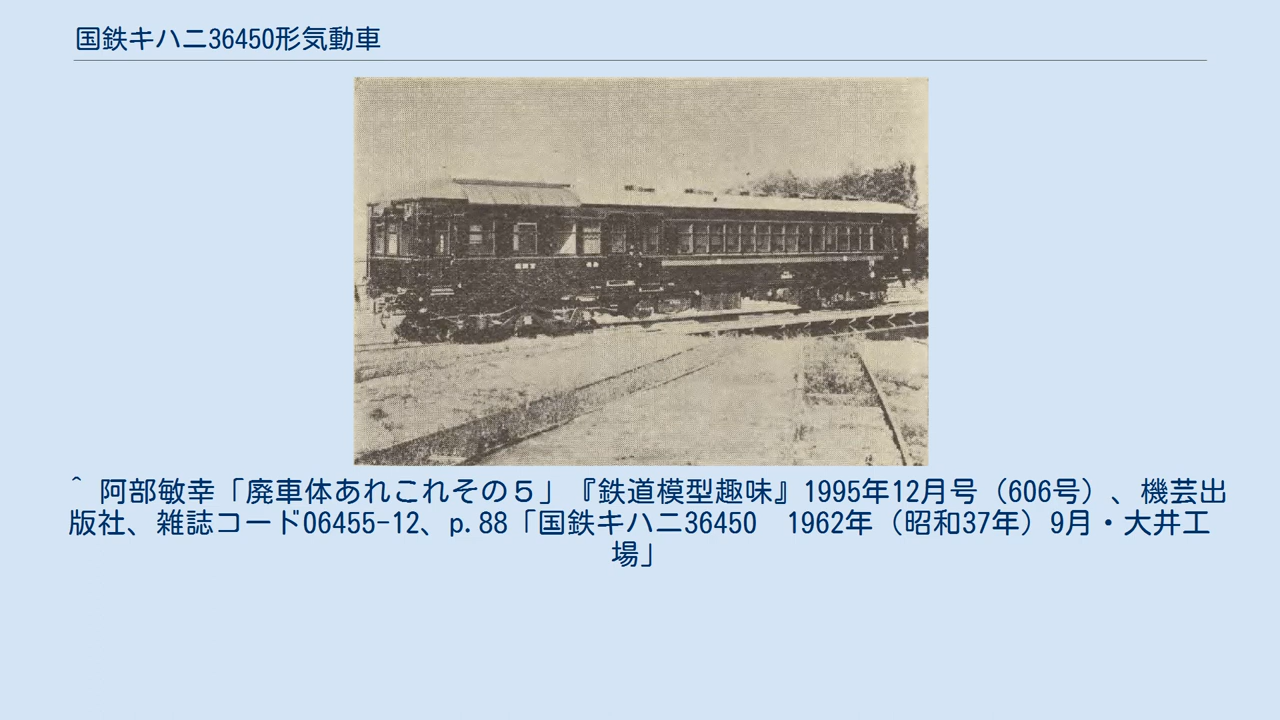 国鉄キハニ36450形気動車
^ 阿部敏幸「廃車体あれこれその５」『鉄道模型趣味』1995年12月号（606号）、機芸出
版社、雑誌コード06455-12、p.88「国鉄キハニ36450　1962年（昭和37年）9月・大井工
場」